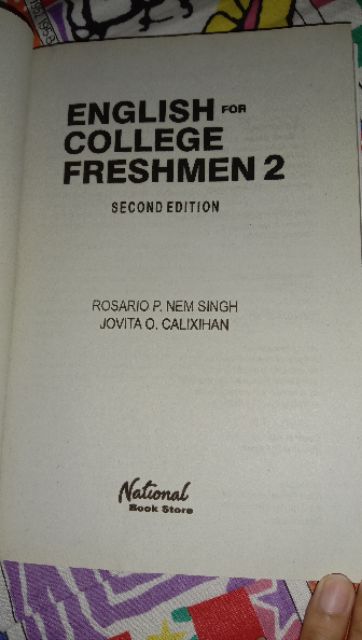 ENGLISH FOR
COLLEGE
FRESHMEN 2
SECOND EDITION
ROSARIO P. NEM SINGH
JOVITA O. CALIXIHAN
National
Book Store